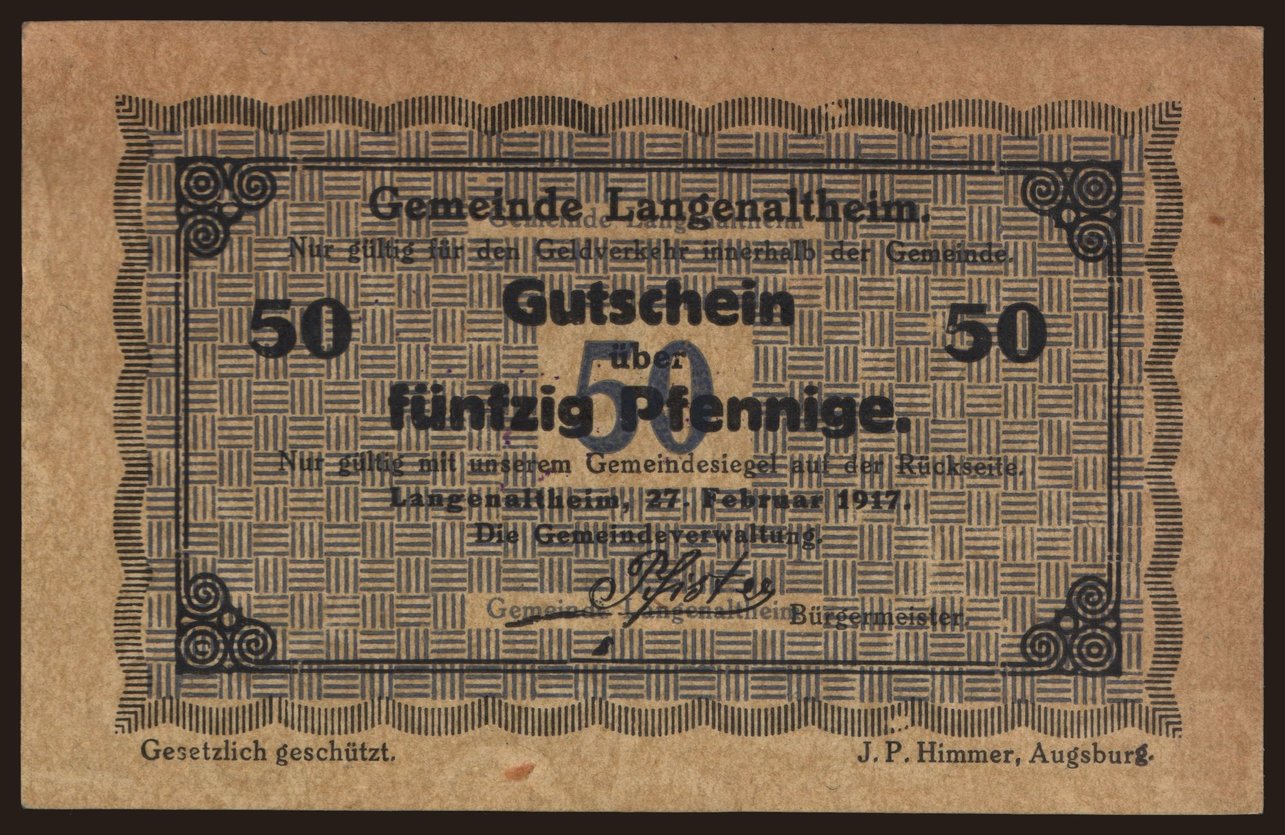 Gemeinde Langenaltheim.
Gemeinde Langenaltheim
Nur gültig für den Geldverkehr innerhalb der Gemeinde.
Gutschein
50 50
über
50
fünfzig Pfennige.
Nur gültig mit unserem Gemeindesiegel auf der Rückseite.
Langenaltheim, 27. Februar 1917.
Die Gemeindeverwaltung.
Pfister
Gemeinde Langenaltheim
Bürgermeister.
Gesetzlich geschützt. J. P. Himmer, Augsburg.